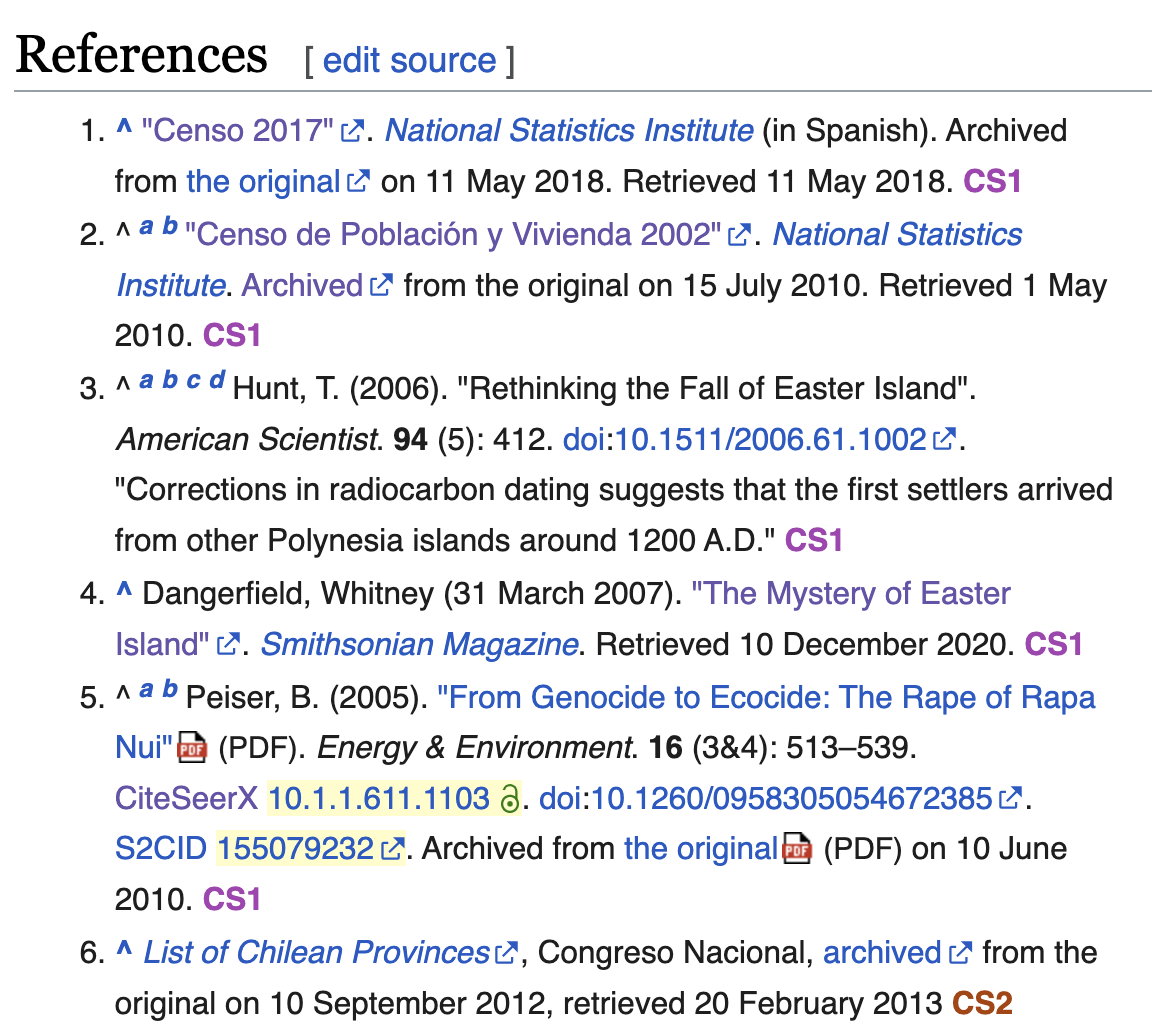 References [ edit source ]
1. ^ "Censo 2017". National Statistics Institute (in Spanish). Archived
from the original on 11 May 2018. Retrieved 11 May 2018. CS1
2. ^ a b "Censo de Población y Vivienda 2002". National Statistics
Institute. Archived from the original on 15 July 2010. Retrieved 1 May
2010. CS1
3. ^ a b c d Hunt, T. (2006). "Rethinking the Fall of Easter Island".
American Scientist. 94 (5): 412. doi:10.1511/2006.61.1002.
"Corrections in radiocarbon dating suggests that the first settlers arrived
from other Polynesia islands around 1200 A.D." CS1
4. ^ Dangerfield, Whitney (31 March 2007). "The Mystery of Easter
Island". Smithsonian Magazine. Retrieved 10 December 2020. CS1
5. ^ a b Peiser, B. (2005). "From Genocide to Ecocide: The Rape of Rapa
Nui" PDF (PDF). Energy & Environment. 16 (3&4): 513–539.
CiteSeerX 10.1.1.611.1103. doi:10.1260/0958305054672385.
S2CID 155079232. Archived from the original PDF (PDF) on 10 June
2010. CS1
6. ^ List of Chilean Provinces, Congreso Nacional, archived from the
original on 10 September 2012, retrieved 20 February 2013 CS2